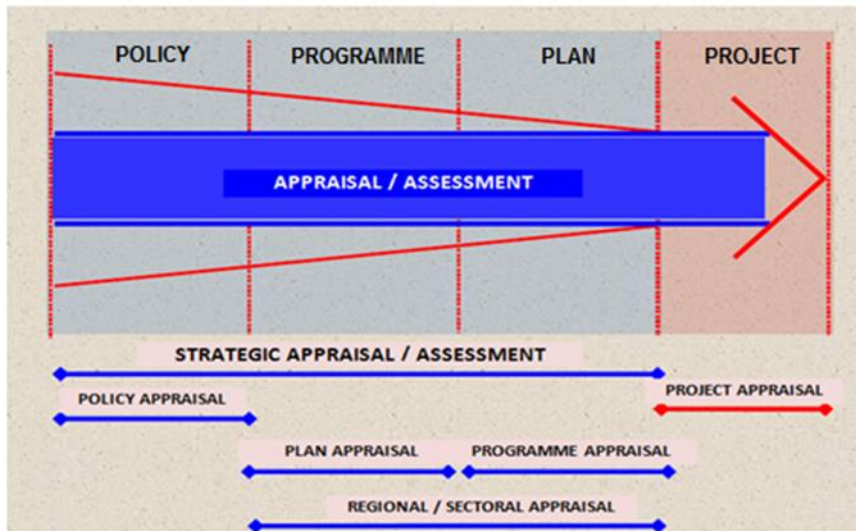 POLICY PROGRAMME PLAN PROJECT
APPRAISAL / ASSESSMENT
STRATEGIC APPRAISAL / ASSESSMENT
POLICY APPRAISAL
PROJECT APPRAISAL
PLAN APPRAISAL PROGRAMME APPRAISAL
REGIONAL / SECTORAL APPRAISAL